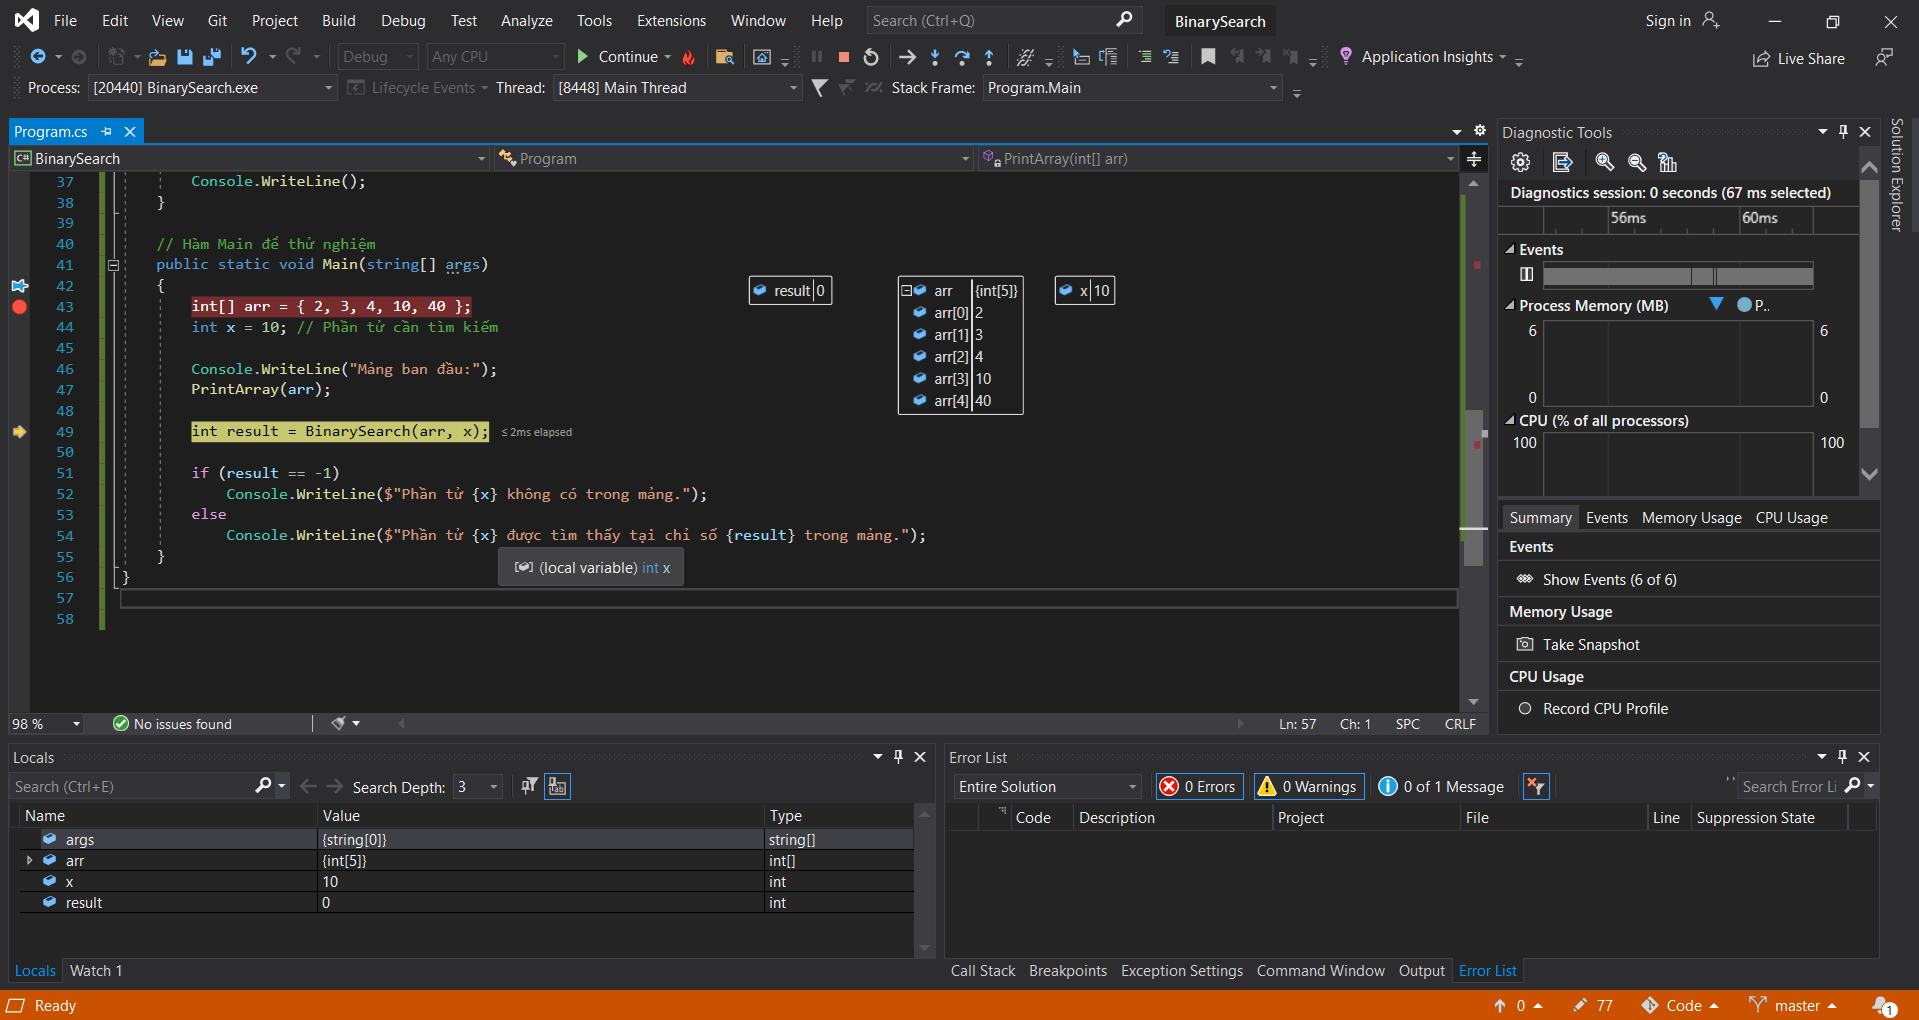 File Edit View Git Project Build Debug Test Analyze Tools Extensions Window Help Search (Ctrl+Q) BinarySearch Sign in
Debug Any CPU Continue Application Insights Live Share
Process: [20440] BinarySearch.exe Lifecycle Events Thread: [8448] Main Thread Stack Frame: Program.Main
Program.cs
C# BinarySearch Program PrintArray(int[] arr)
37 Console.WriteLine();
38 }
39
40 // Hàm Main để thử nghiệm
41 public static void Main(string[] args)
42 {
43 int[] arr = { 2, 3, 4, 10, 40 };
44 int x = 10; // Phần tử cần tìm kiếm
45
46 Console.WriteLine("Mảng ban đầu:");
47 PrintArray(arr);
48
49 int result = BinarySearch(arr, x); ≤ 2ms elapsed
50
51 if (result == -1)
52 Console.WriteLine($"Phần tử {x} không có trong mảng.");
53 else
54 Console.WriteLine($"Phần tử {x} được tìm thấy tại chỉ số {result} trong mảng.");
55 }
56 }
57
58
(local variable) int x
result 0
arr {int[5]}
arr[0] 2
arr[1] 3
arr[2] 4
arr[3] 10
arr[4] 40
x 10
98 % No issues found Ln: 57 Ch: 1 SPC CRLF
Diagnostic Tools
Diagnostics session: 0 seconds (67 ms selected)
56ms 60ms
Events
Process Memory (MB) P..
6 6
0 0
CPU (% of all processors)
100 100
Summary Events Memory Usage CPU Usage
Events
Show Events (6 of 6)
Memory Usage
Take Snapshot
CPU Usage
Record CPU Profile
Solution Explorer
Locals
Search (Ctrl+E) Search Depth: 3
Name Value Type
args {string[0]} string[]
arr {int[5]} int[]
x 10 int
result 0 int
Locals Watch 1
Error List
Entire Solution 0 Errors 0 Warnings 0 of 1 Message Search Error Li
Code Description Project File Line Suppression State
Call Stack Breakpoints Exception Settings Command Window Output Error List
Ready 0 77 Code master 1